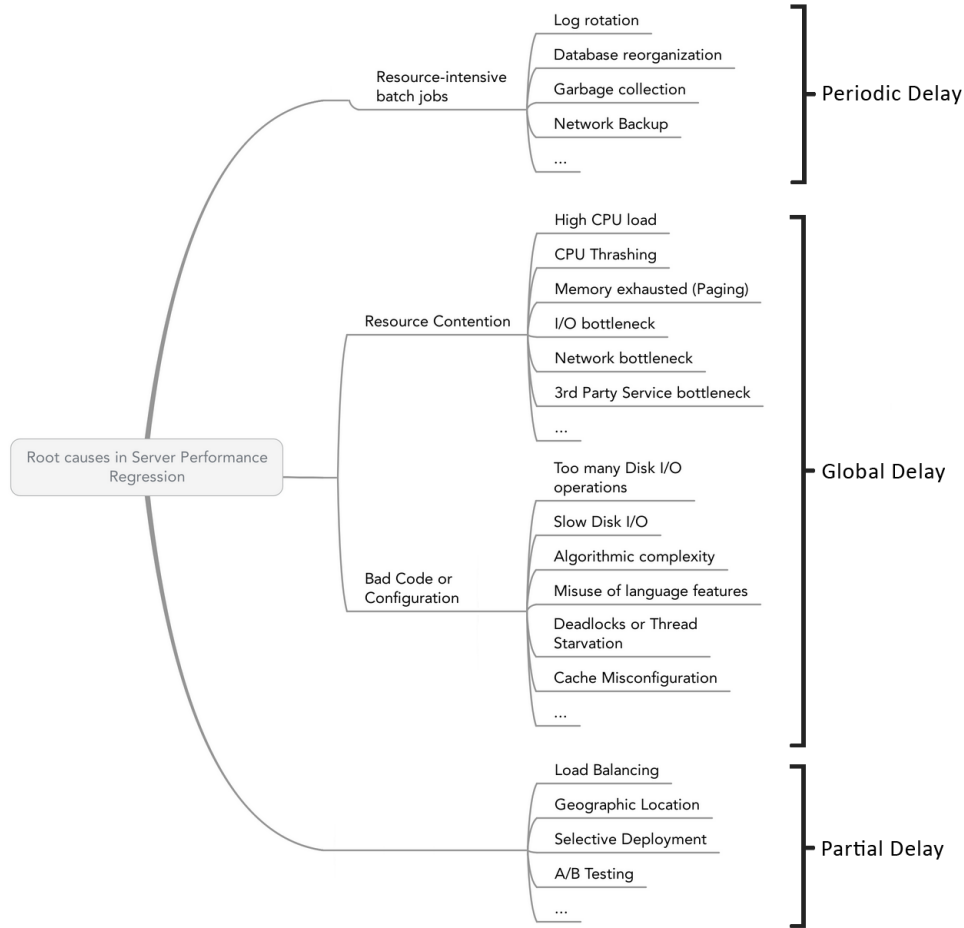 Log rotation
Database reorganization
Resource-intensive
batch jobs
Garbage collection
Network Backup
...
Periodic Delay
High CPU load
CPU Thrashing
Memory exhausted (Paging)
Resource Contention
I/O bottleneck
Network bottleneck
3rd Party Service bottleneck
...
Root causes in Server Performance
Regression
Global Delay
Too many Disk I/O
operations
Slow Disk I/O
Algorithmic complexity
Bad Code or
Configuration
Misuse of language features
Deadlocks or Thread
Starvation
Cache Misconfiguration
...
Load Balancing
Geographic Location
Selective Deployment
A/B Testing
...
Partial Delay